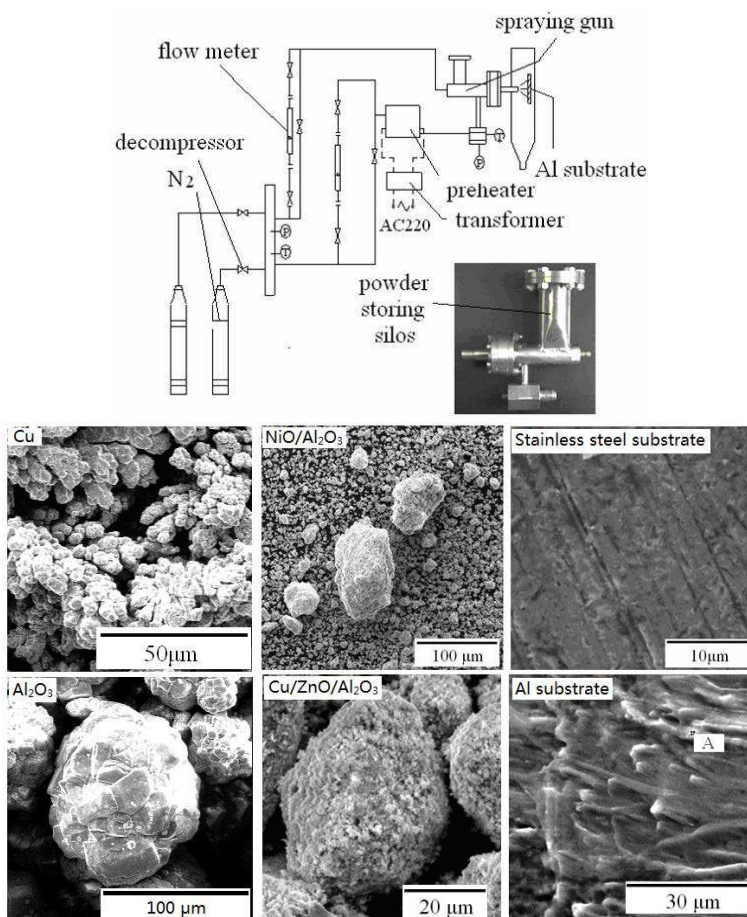 spraying gun
flow meter
decompressor
N2
Al substrate
preheater
transformer
AC220
P
T
P
T
powder
storing
silos
Cu
50μm
NiO/Al2O3
100 μm
Stainless steel substrate
10μm
Al2O3
100 μm
Cu/ZnO/Al2O3
20 μm
Al substrate
A
30 μm